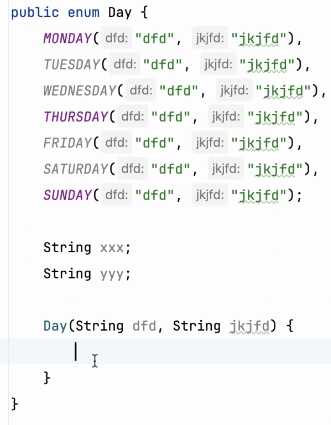 public enum Day {
MONDAY( dfd: "dfd", jkjfd: "jkjfd"),
TUESDAY( dfd: "dfd", jkjfd: "jkjfd"),
WEDNESDAY( dfd: "dfd", jkjfd: "jkjfd"),
THURSDAY( dfd: "dfd", jkjfd: "jkjfd"),
FRIDAY( dfd: "dfd", jkjfd: "jkjfd"),
SATURDAY( dfd: "dfd", jkjfd: "jkjfd"),
SUNDAY( dfd: "dfd", jkjfd: "jkjfd");
String xxx;
String yyy;
Day(String dfd, String jkjfd) {
}
}